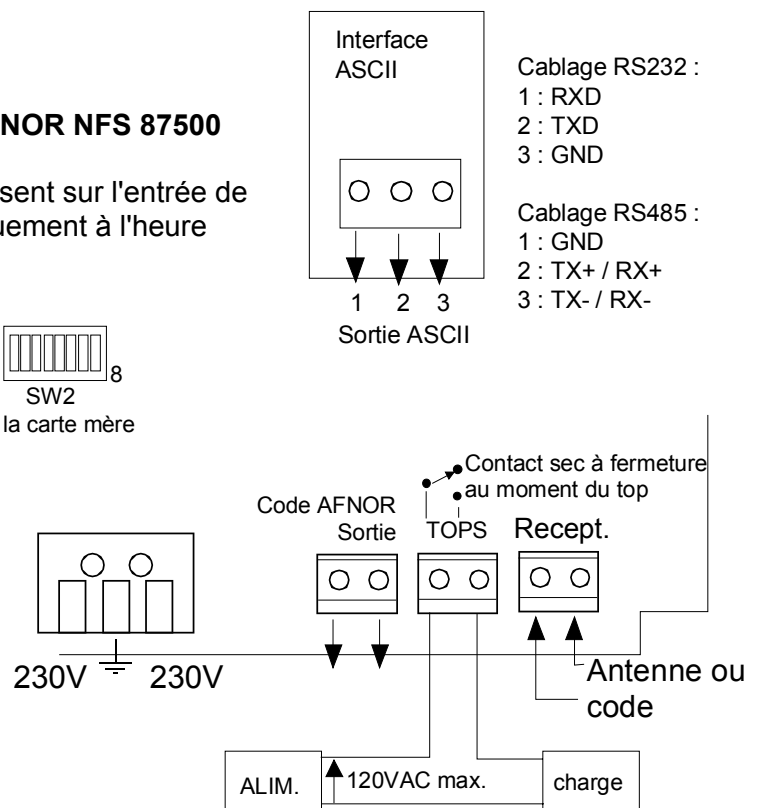 Interface
ASCII
Cablage RS232 :
1 : RXD
2 : TXD
3 : GND
NOR NFS 87500
sent sur l'entrée de
uement à l'heure
Cablage RS485 :
1 : GND
2 : TX+ / RX+
3 : TX- / RX-
1 2 3
Sortie ASCII
8
SW2
la carte mère
Contact sec à fermeture
au moment du top
Code AFNOR
Sortie
TOPS
Recept.
230V 230V
Antenne ou
code
ALIM.
120VAC max.
charge